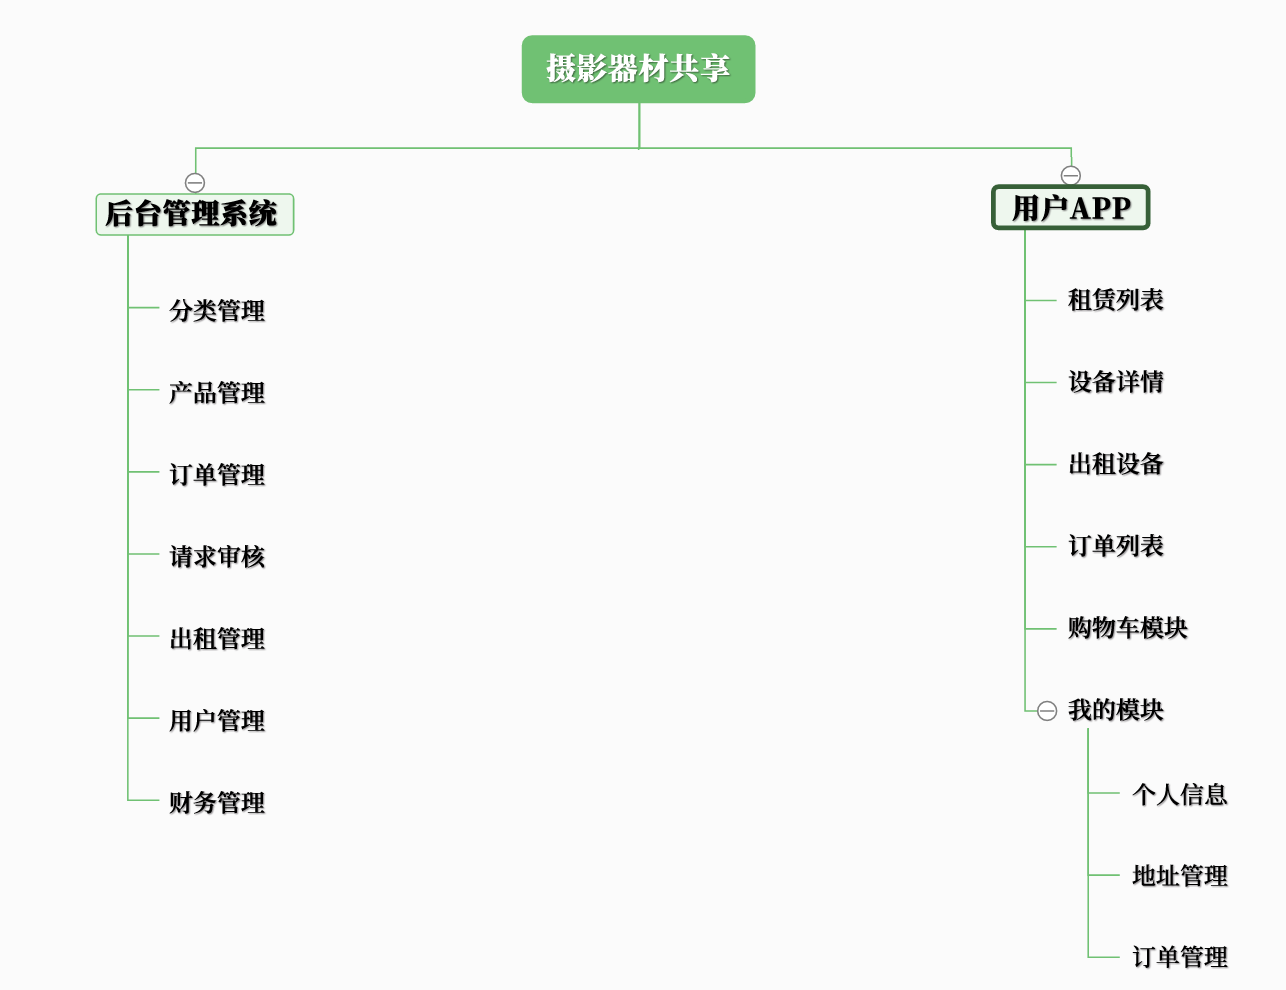 摄影器材共享
后台管理系统
分类管理
产品管理
订单管理
请求审核
出租管理
用户管理
财务管理
用户APP
租赁列表
设备详情
出租设备
订单列表
购物车模块
我的模块
个人信息
地址管理
订单管理